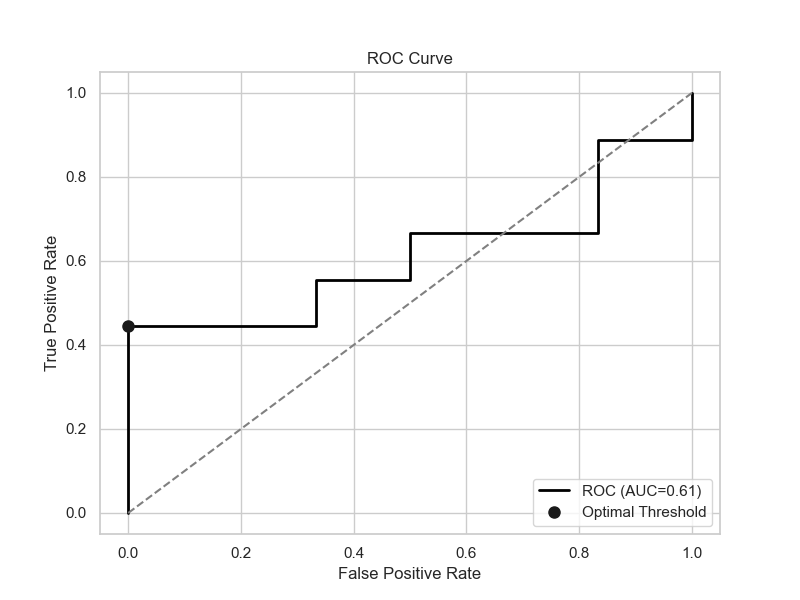 ROC Curve
True Positive Rate
1.0
0.8
0.6
0.4
0.2
0.0
0.0 0.2 0.4 0.6 0.8 1.0
False Positive Rate
ROC (AUC=0.61)
Optimal Threshold